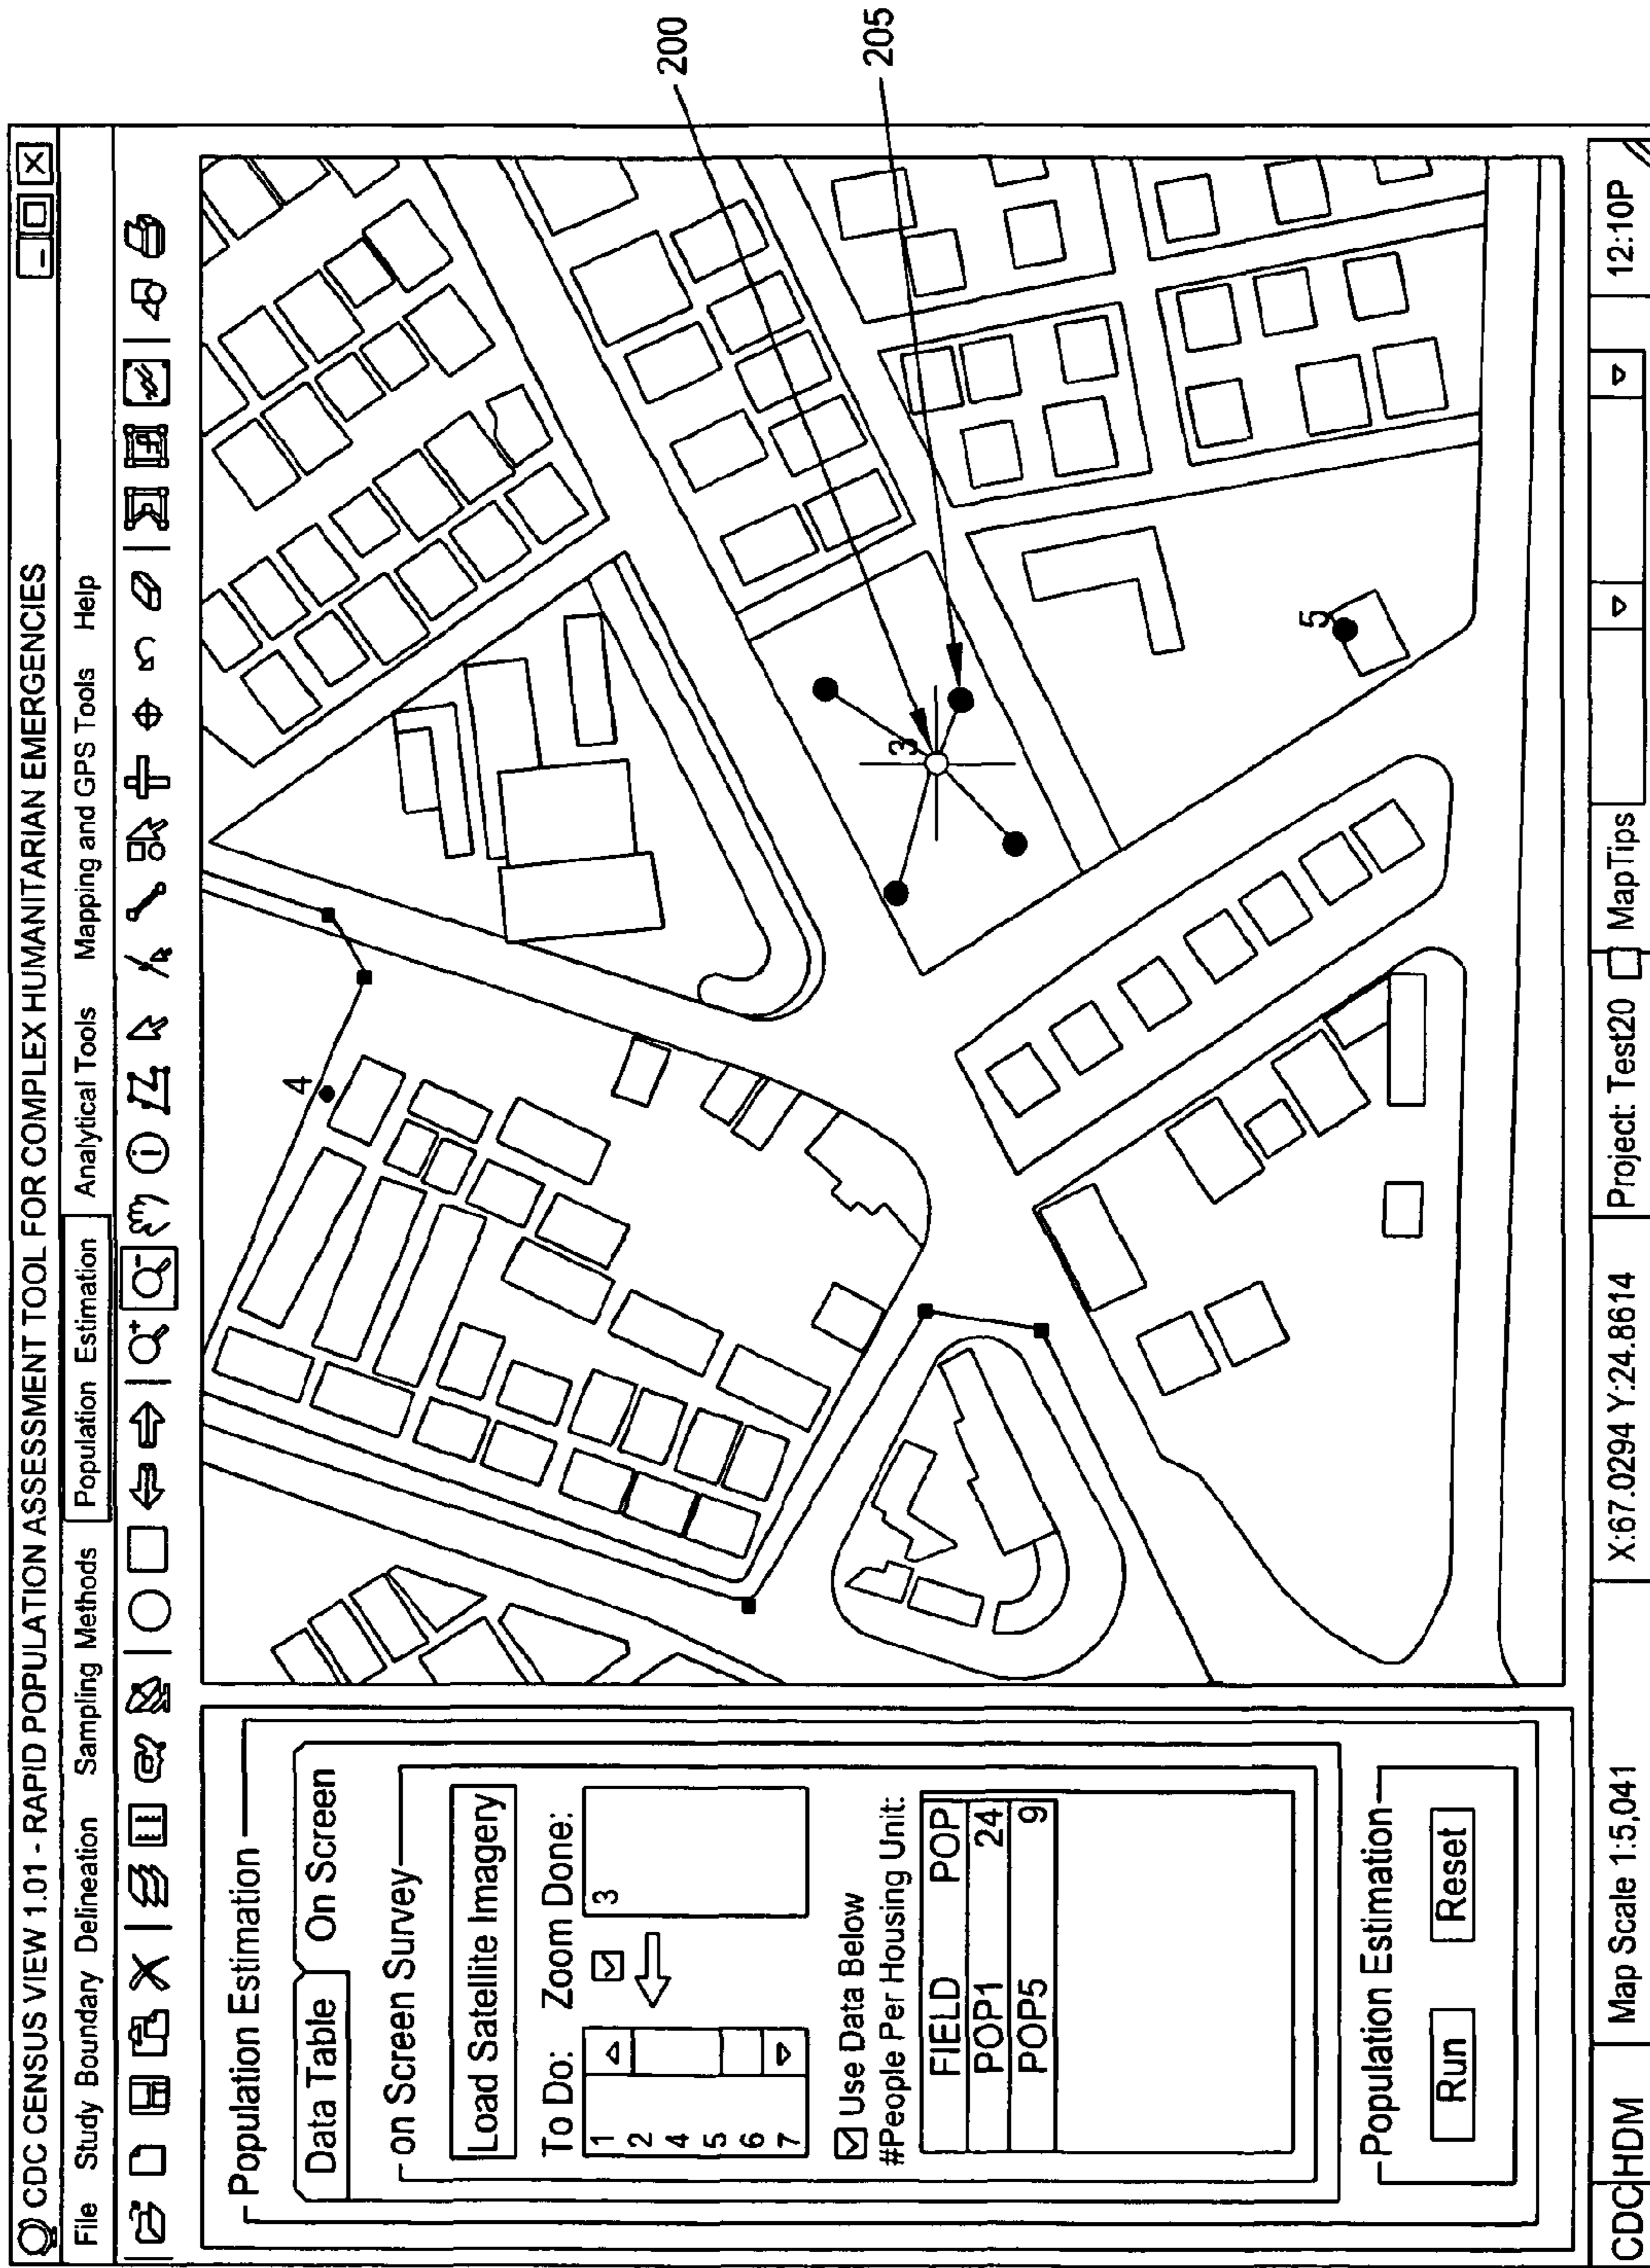 CDC CENSUS VIEW 1.01 - RAPID POPULATION ASSESSMENT TOOL FOR COMPLEX HUMANITARIAN EMERGENCIES
File Study Boundary Delineation Sampling Methods Population Estimation Analytical Tools Mapping and GPS Tools Help
Population Estimation
Data Table On Screen
on Screen Survey
Load Satellite Imagery
To Do: Zoom Done:
1
2
4
5
6
7
3
Use Data Below
#People Per Housing Unit:
FIELD POP
POP1 24
POP5 9
Population Estimation
Run Reset
4
3
5
200
205
CDC HDM Map Scale 1:5,041 X:67.0294 Y:24.8614 Project: Test20 MapTips 12:10P